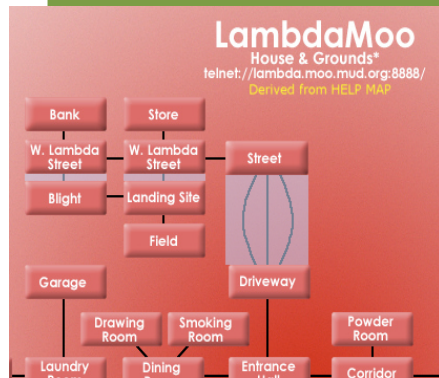 LambdaMoo
House & Grounds*
telnet://lambda.moo.mud.org:8888/
Derived from HELP MAP
Bank
Store
W. Lambda
Street
W. Lambda
Street
Street
Blight
Landing Site
Field
Garage
Driveway
Drawing
Room
Smoking
Room
Powder
Room
Laundry
Dining
Entrance
Corridor